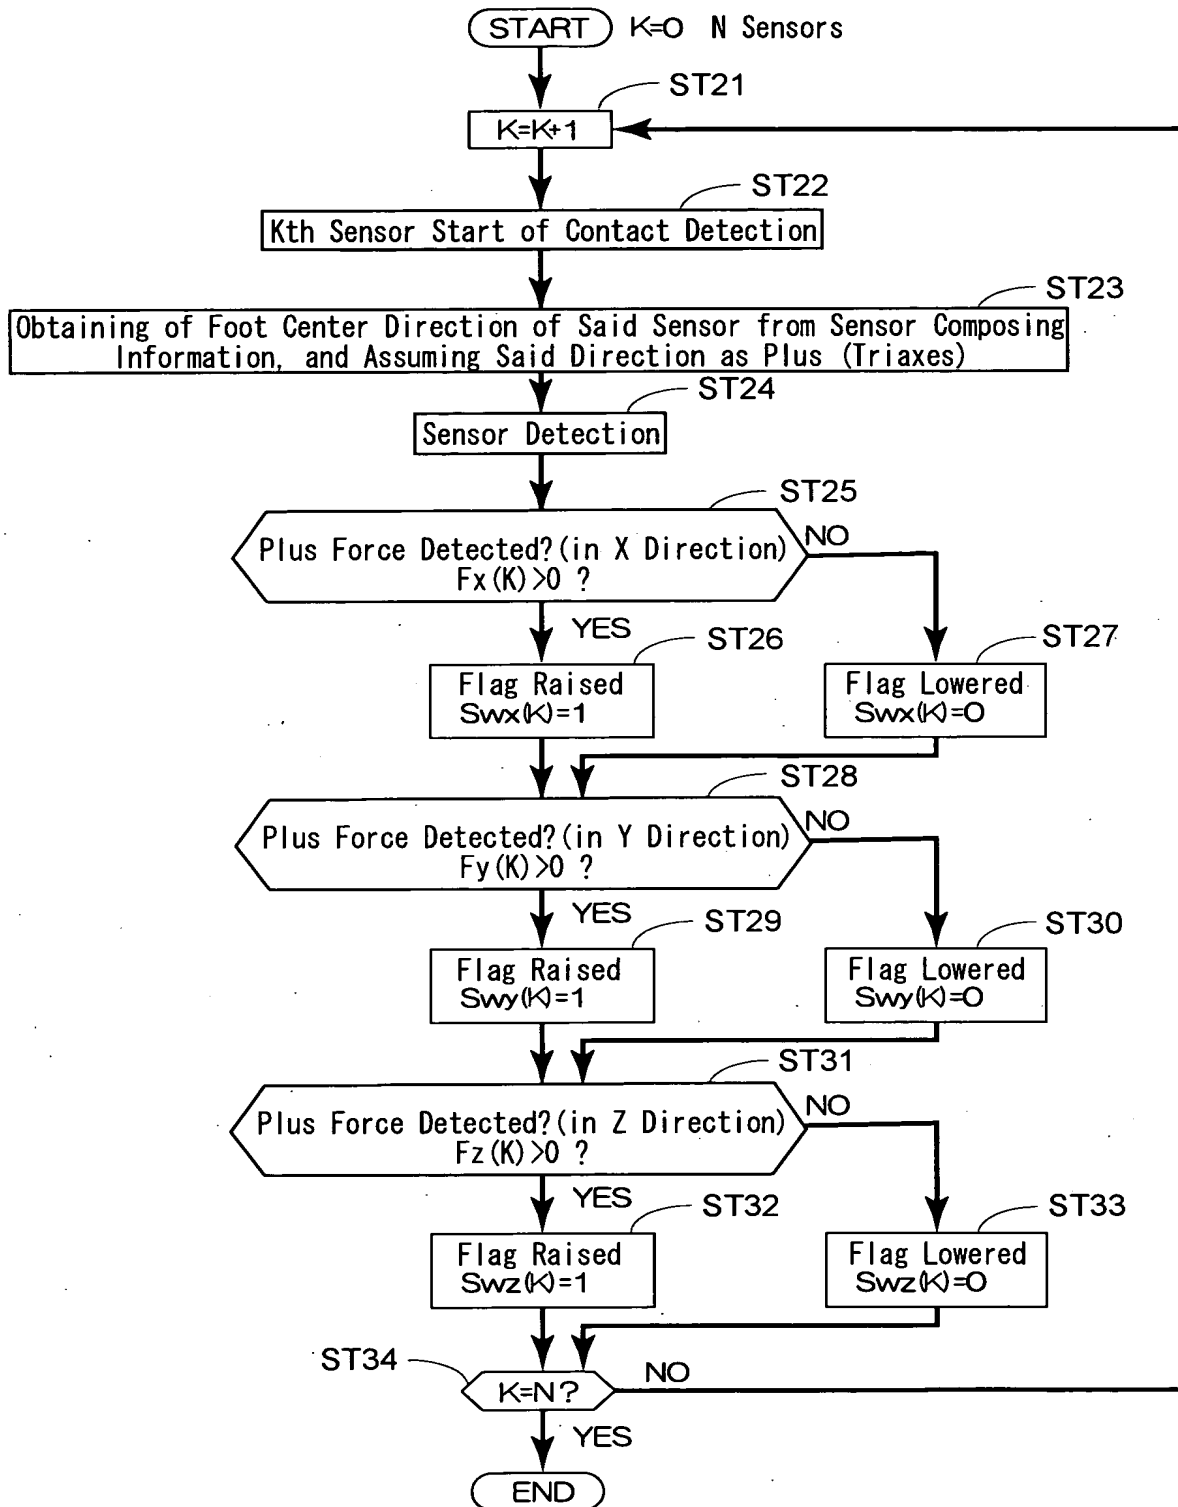 START K=0 N Sensors
ST21
K=K+1
ST22
Kth Sensor Start of Contact Detection
ST23
Obtaining of Foot Center Direction of Said Sensor from Sensor Composing
Information, and Assuming Said Direction as Plus (Triaxes)
ST24
Sensor Detection
ST25
Plus Force Detected?(in X Direction) NO
Fx(K)>0 ?
YES ST26 ST27
Flag Raised Flag Lowered
Swx(K)=1 Swx(K)=0
ST28
Plus Force Detected?(in Y Direction) NO
Fy(K)>0 ?
YES ST29 ST30
Flag Raised Flag Lowered
Swy(K)=1 Swy(K)=0
ST31
Plus Force Detected?(in Z Direction) NO
Fz(K)>0 ?
YES ST32 ST33
Flag Raised Flag Lowered
Swz(K)=1 Swz(K)=0
ST34 K=N? NO
YES
END